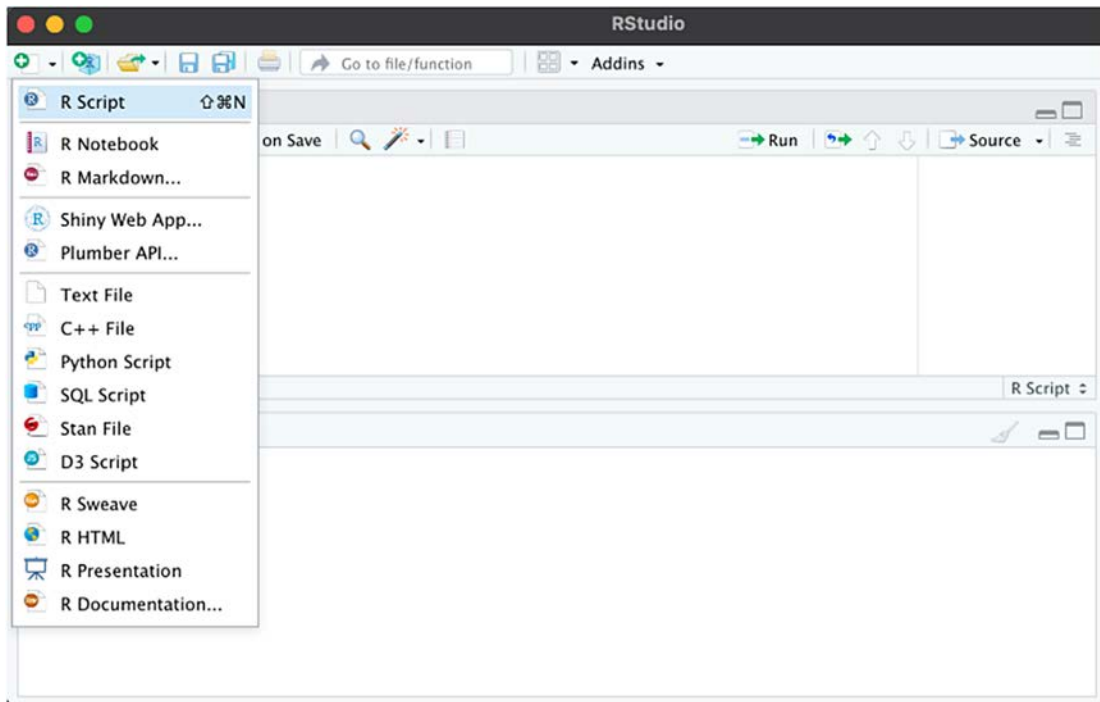 RStudio
Go to file/function Addins
R Script ⇧⌘N
on Save Run Source
R Notebook
R Markdown...
Shiny Web App...
Plumber API...
Text File
C++ File
Python Script
SQL Script
R Script
Stan File
D3 Script
R Sweave
R HTML
R Presentation
R Documentation...